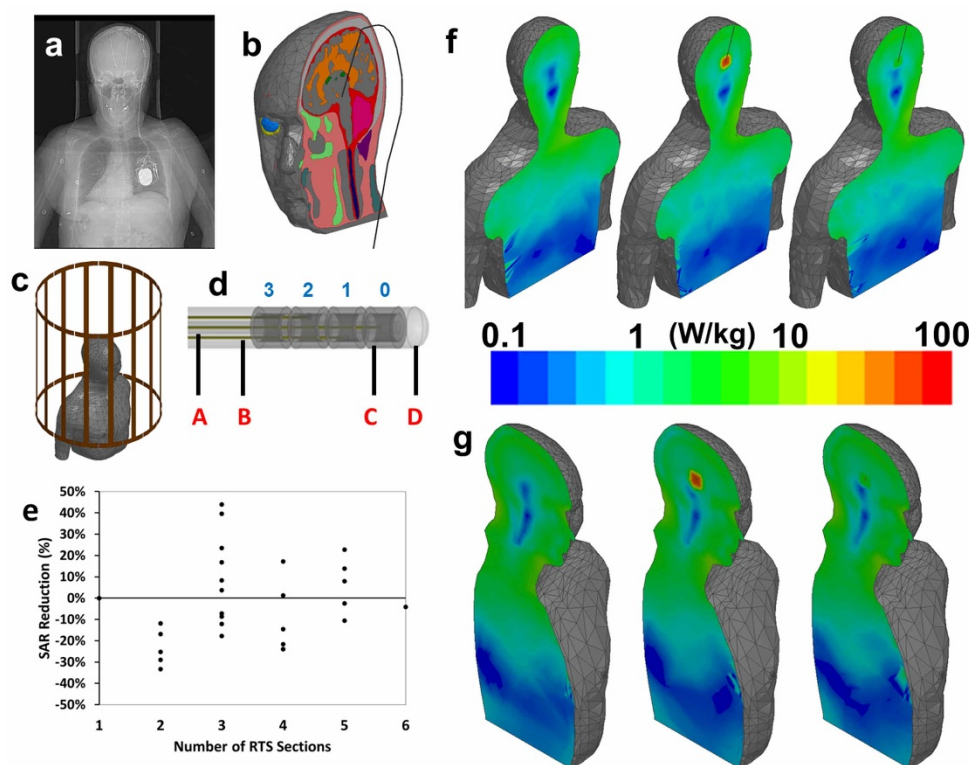 a
b
f
c
d
3 2 1 0
A B C D
0.1 1 (W/kg) 10 100
g
e
50%
40%
30%
20%
10%
0%
-10%
-20%
-30%
-40%
-50%
SAR Reduction (%)
1 2 3 4 5 6
Number of RTS Sections